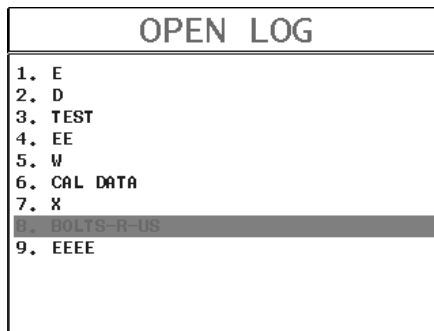 OPEN LOG
1. E
2. D
3. TEST
4. EE
5. W
6. CAL DATA
7. X
8. BOLTS-R-US
9. EEEE